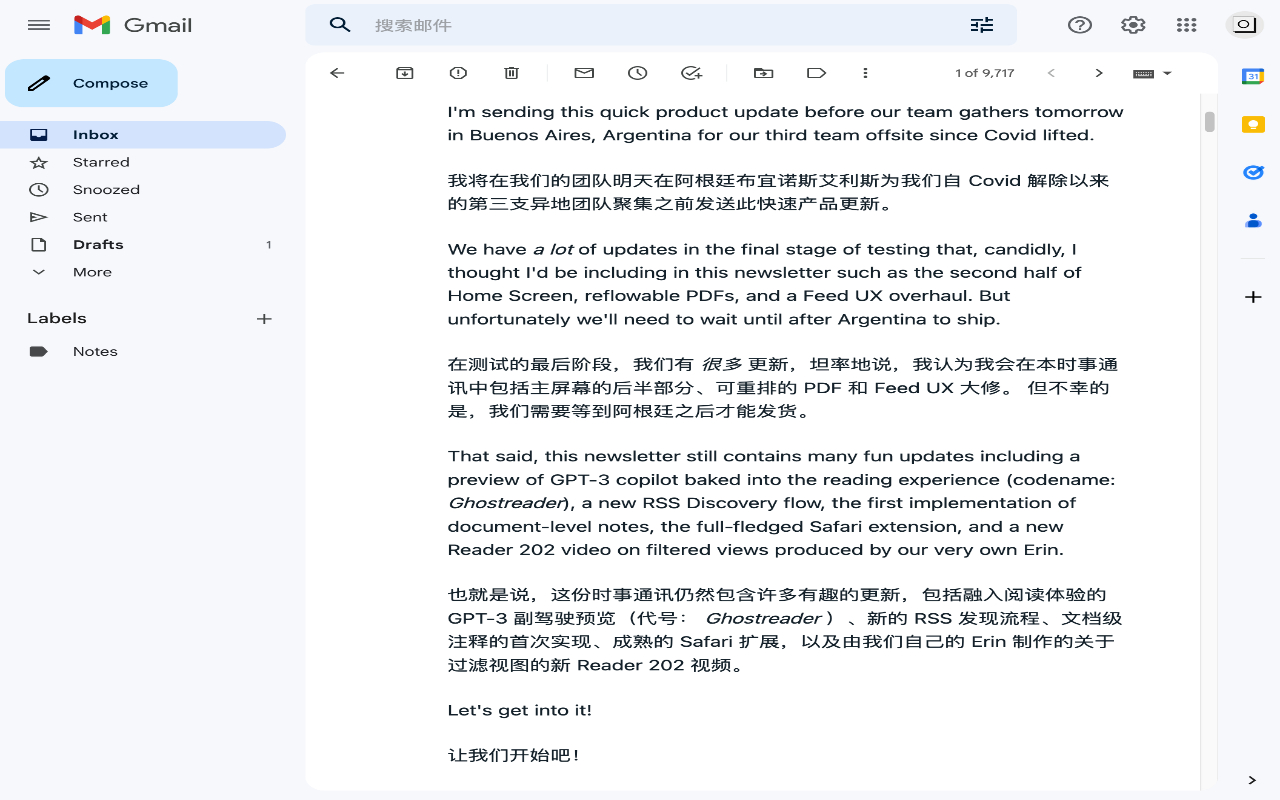 Gmail
搜索邮件
Compose
1 of 9,717
Inbox
Starred
Snoozed
Sent
Drafts 1
More
Labels
Notes
I'm sending this quick product update before our team gathers tomorrow
in Buenos Aires, Argentina for our third team offsite since Covid lifted.
我将在我们的团队明天在阿根廷布宜诺斯艾利斯为我们自 Covid 解除以来
的第三支异地团队聚集之前发送此快速产品更新。
We have a lot of updates in the final stage of testing that, candidly, I
thought I'd be including in this newsletter such as the second half of
Home Screen, reflowable PDFs, and a Feed UX overhaul. But
unfortunately we'll need to wait until after Argentina to ship.
在测试的最后阶段，我们有 很多 更新，坦率地说，我认为我会在本时事通
讯中包括主屏幕的后半部分、可重排的 PDF 和 Feed UX 大修。 但不幸的
是，我们需要等到阿根廷之后才能发货。
That said, this newsletter still contains many fun updates including a
preview of GPT-3 copilot baked into the reading experience (codename:
Ghostreader), a new RSS Discovery flow, the first implementation of
document-level notes, the full-fledged Safari extension, and a new
Reader 202 video on filtered views produced by our very own Erin.
也就是说，这份时事通讯仍然包含许多有趣的更新，包括融入阅读体验的
GPT-3 副驾驶预览（代号： Ghostreader ）、新的 RSS 发现流程、文档级
注释的首次实现、成熟的 Safari 扩展，以及由我们自己的 Erin 制作的关于
过滤视图的新 Reader 202 视频。
Let's get into it!
让我们开始吧！
31